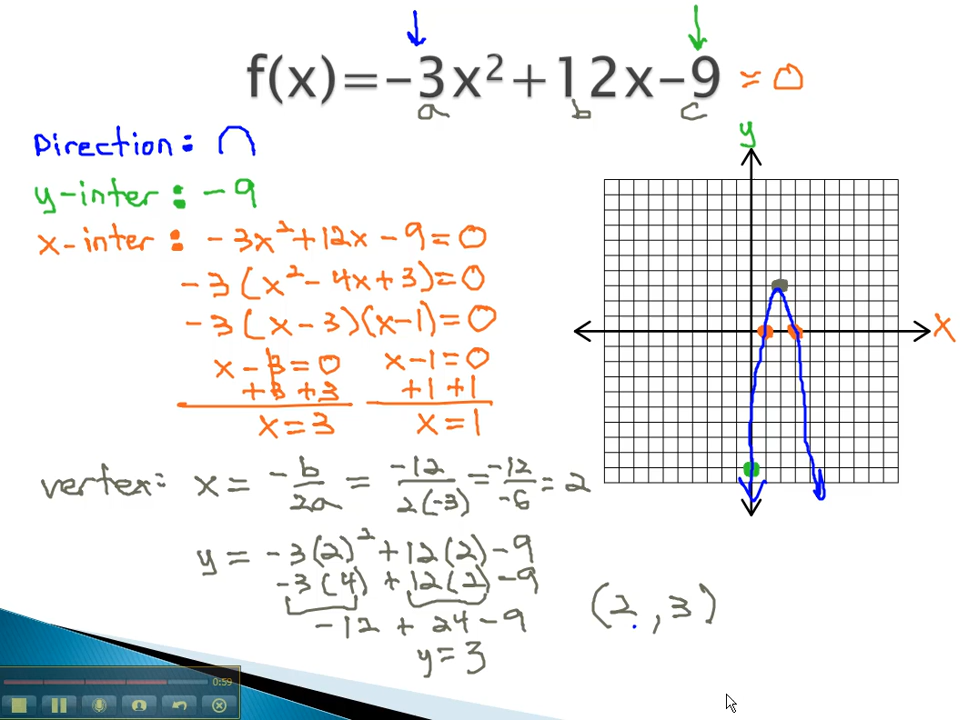 f(x)=-3x²+12x-9 = 0
a b c
Direction: ∩
y-inter: -9
x-inter: -3x²+12x-9=0
-3(x²-4x+3)=0
-3(x-3)(x-1)=0
x-3=0 x-1=0
+3 +3 +1 +1
x=3 x=1
vertex: x = -b/2a = -12/2(-3) = -12/-6 = 2
y = -3(2)²+12(2)-9
-3(4) + 12(2)-9
-12 + 24-9
y=3
(2,3)
y
x
0:59